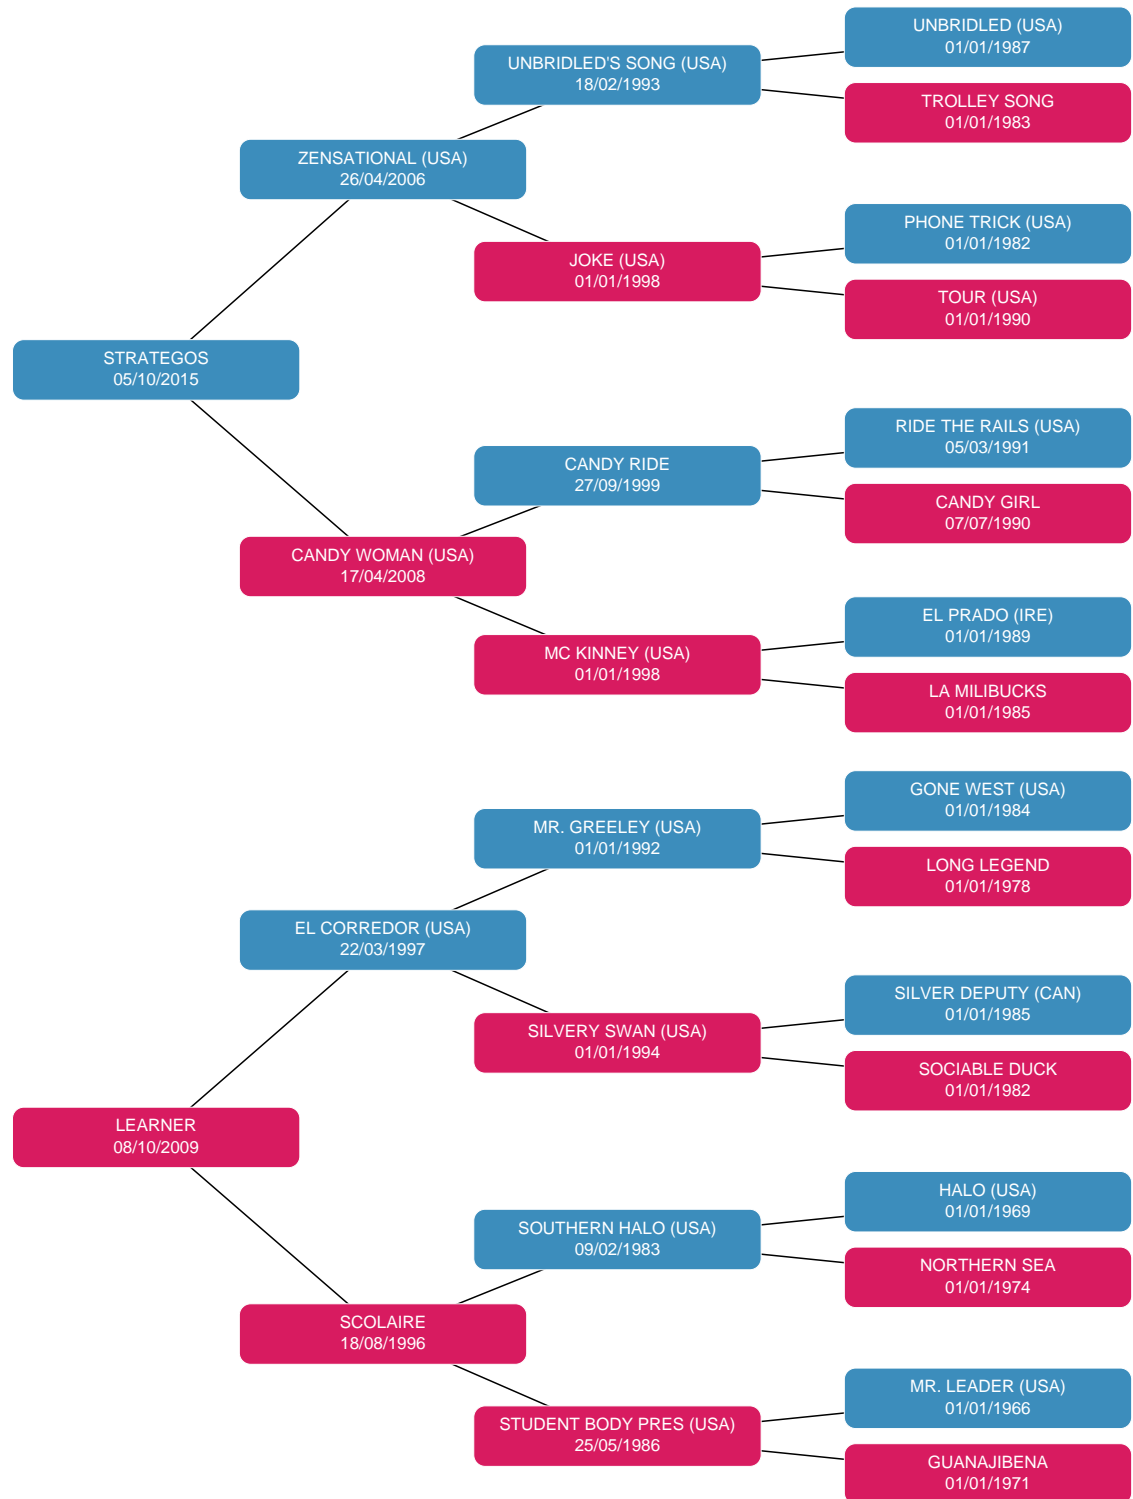 UNBRIDLED (USA)
01/01/1987
UNBRIDLED'S SONG (USA)
18/02/1993
TROLLEY SONG
01/01/1983
ZENSATIONAL (USA)
26/04/2006
PHONE TRICK (USA)
01/01/1982
JOKE (USA)
01/01/1998
TOUR (USA)
01/01/1990
STRATEGOS
05/10/2015
RIDE THE RAILS (USA)
05/03/1991
CANDY RIDE
27/09/1999
CANDY GIRL
07/07/1990
CANDY WOMAN (USA)
17/04/2008
EL PRADO (IRE)
01/01/1989
MC KINNEY (USA)
01/01/1998
LA MILIBUCKS
01/01/1985
GONE WEST (USA)
01/01/1984
MR. GREELEY (USA)
01/01/1992
LONG LEGEND
01/01/1978
EL CORREDOR (USA)
22/03/1997
SILVER DEPUTY (CAN)
01/01/1985
SILVERY SWAN (USA)
01/01/1994
SOCIABLE DUCK
01/01/1982
LEARNER
08/10/2009
HALO (USA)
01/01/1969
SOUTHERN HALO (USA)
09/02/1983
NORTHERN SEA
01/01/1974
SCOLAIRE
18/08/1996
MR. LEADER (USA)
01/01/1966
STUDENT BODY PRES (USA)
25/05/1986
GUANAJIBENA
01/01/1971